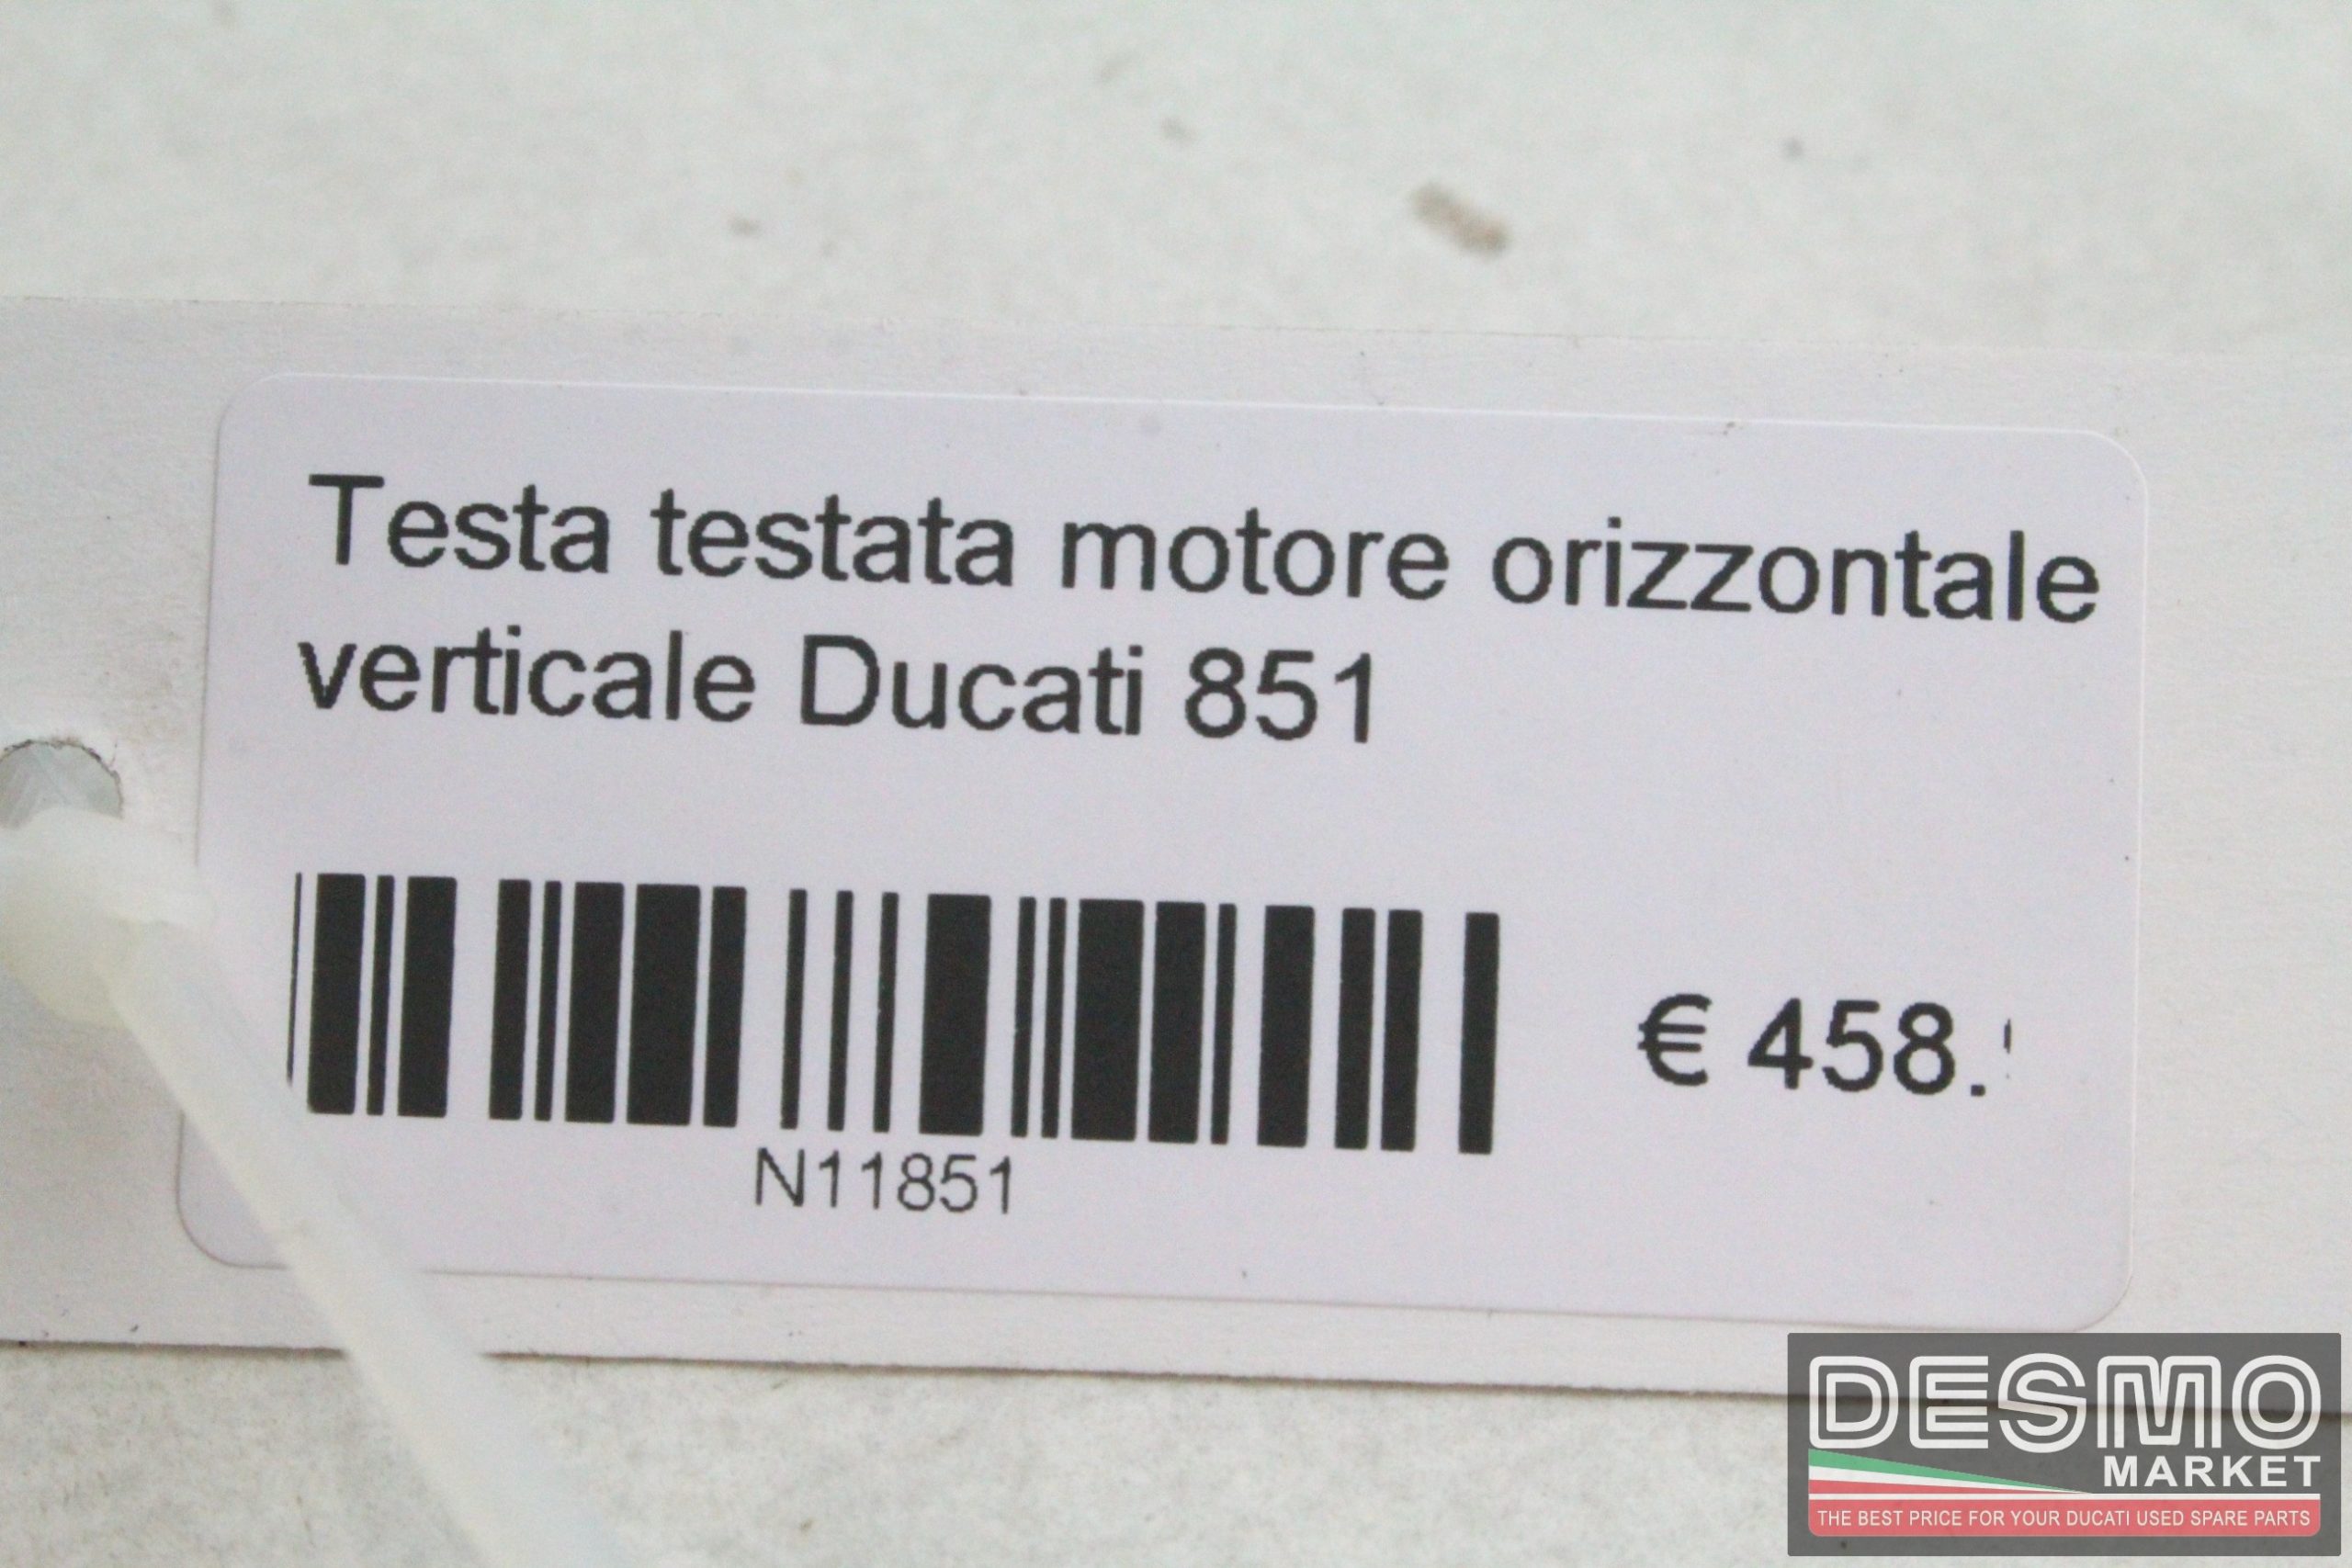 Testa testata motore orizzontale
verticale Ducati 851
€ 458.
N11851
DESMO
MARKET
THE BEST PRICE FOR YOUR DUCATI USED SPARE PARTS